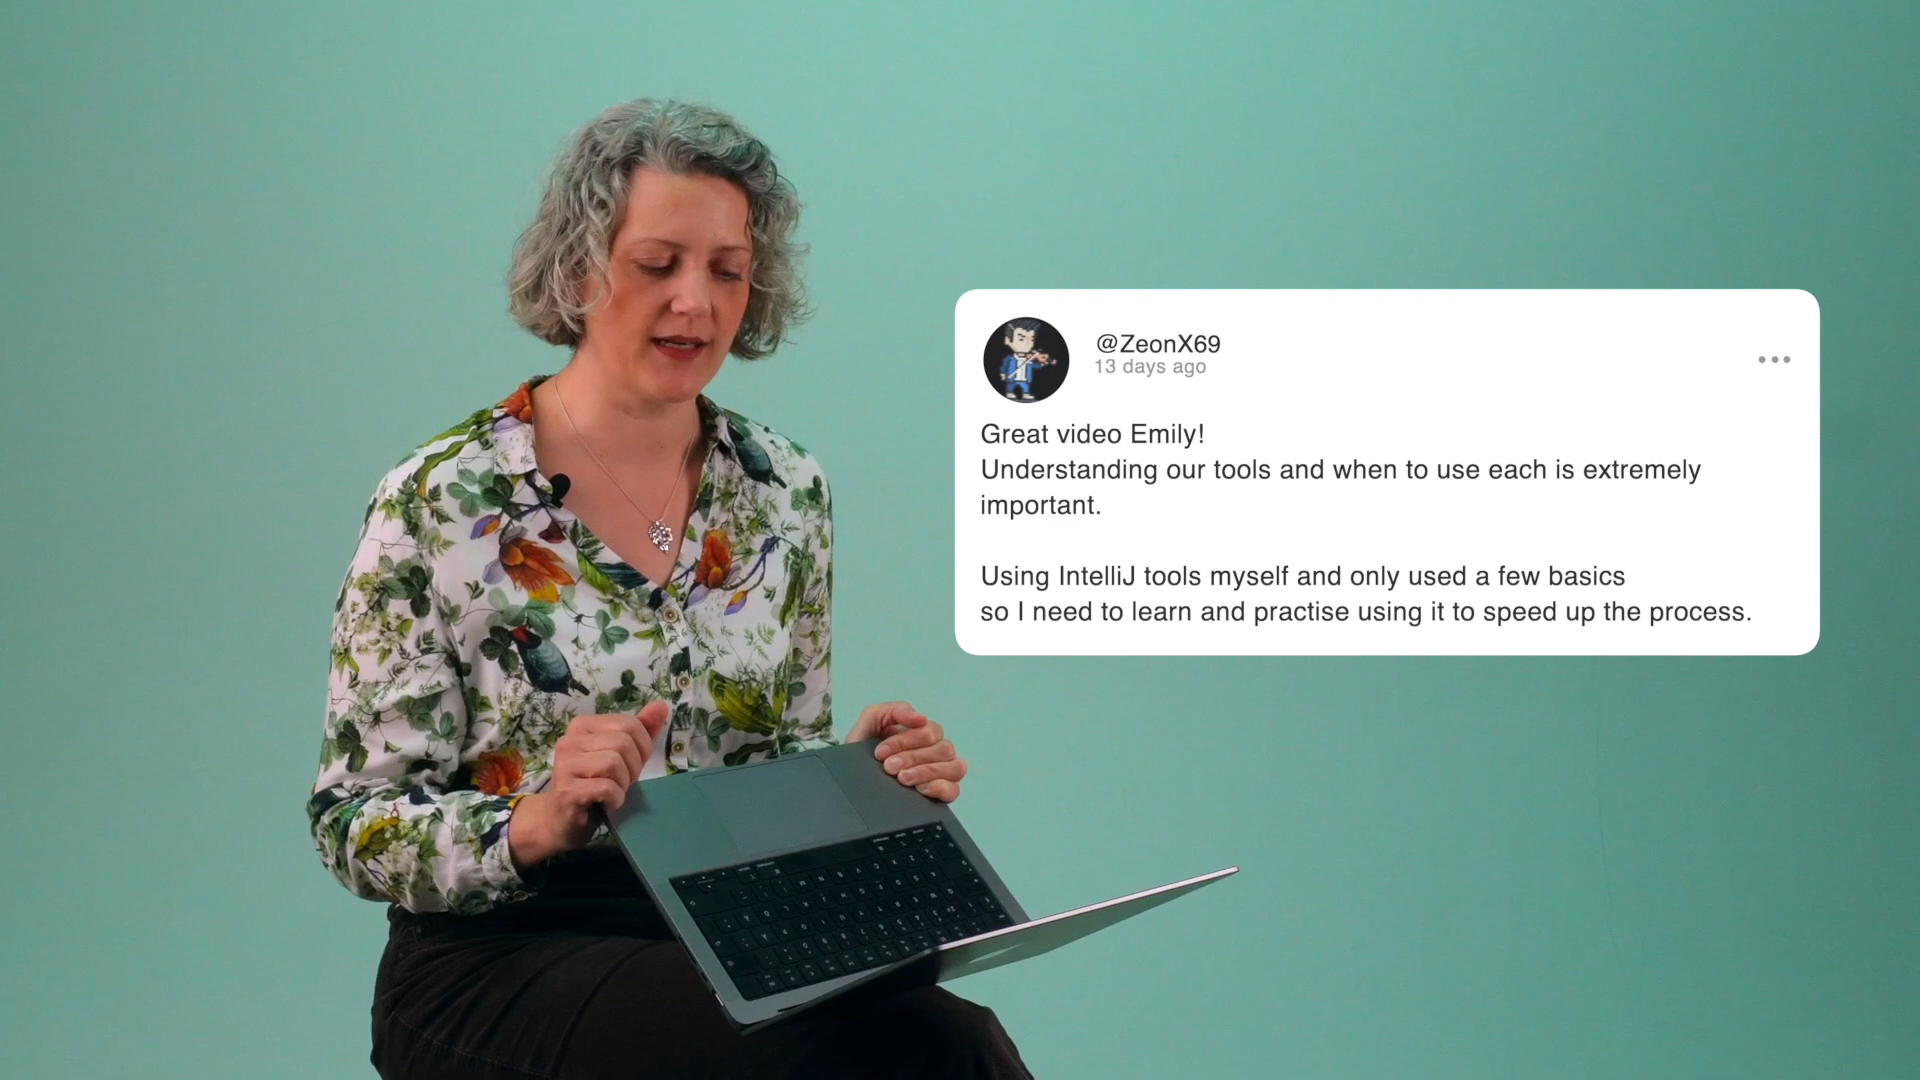 @ZeonX69
13 days ago
Great video Emily!
Understanding our tools and when to use each is extremely
important.
Using IntelliJ tools myself and only used a few basics
so I need to learn and practise using it to speed up the process.